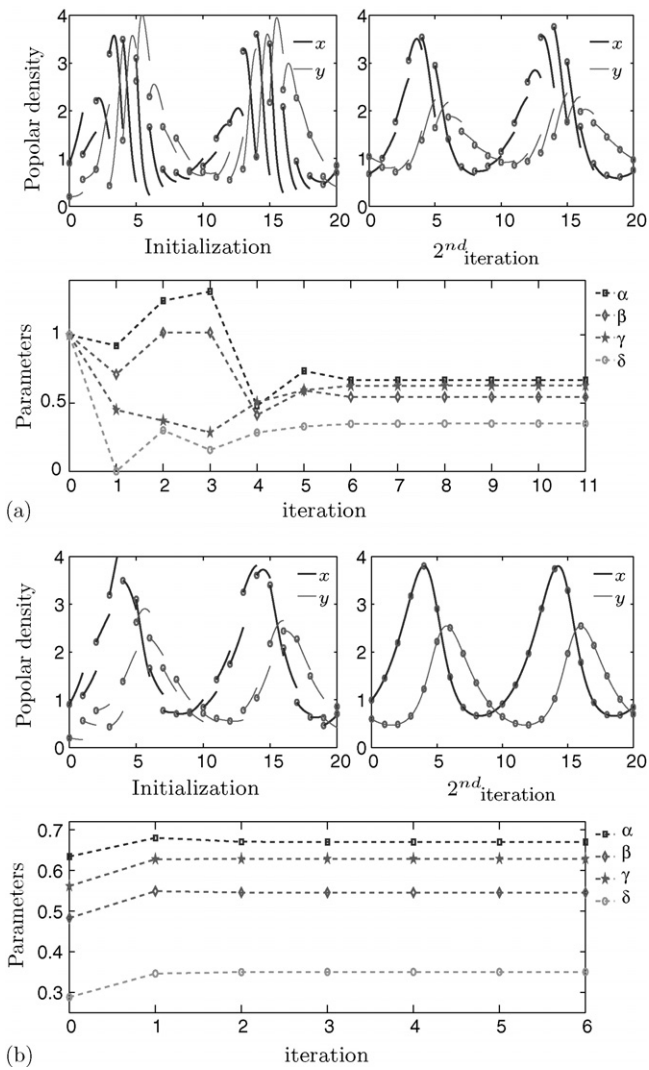 4
3
2
1
0
0
5
10
15
20
Popolar density
x
y
Initialization
4
3
2
1
0
0
5
10
15
20
x
y
2nd iteration
1
0.5
0
0
1
2
3
4
5
6
7
8
9
10
11
Parameters
iteration
α
β
γ
δ
(a)
4
3
2
1
0
0
5
10
15
20
Popolar density
x
y
Initialization
4
3
2
1
0
0
5
10
15
20
x
y
2nd iteration
0.7
0.6
0.5
0.4
0.3
0
1
2
3
4
5
6
Parameters
iteration
α
β
γ
δ
(b)